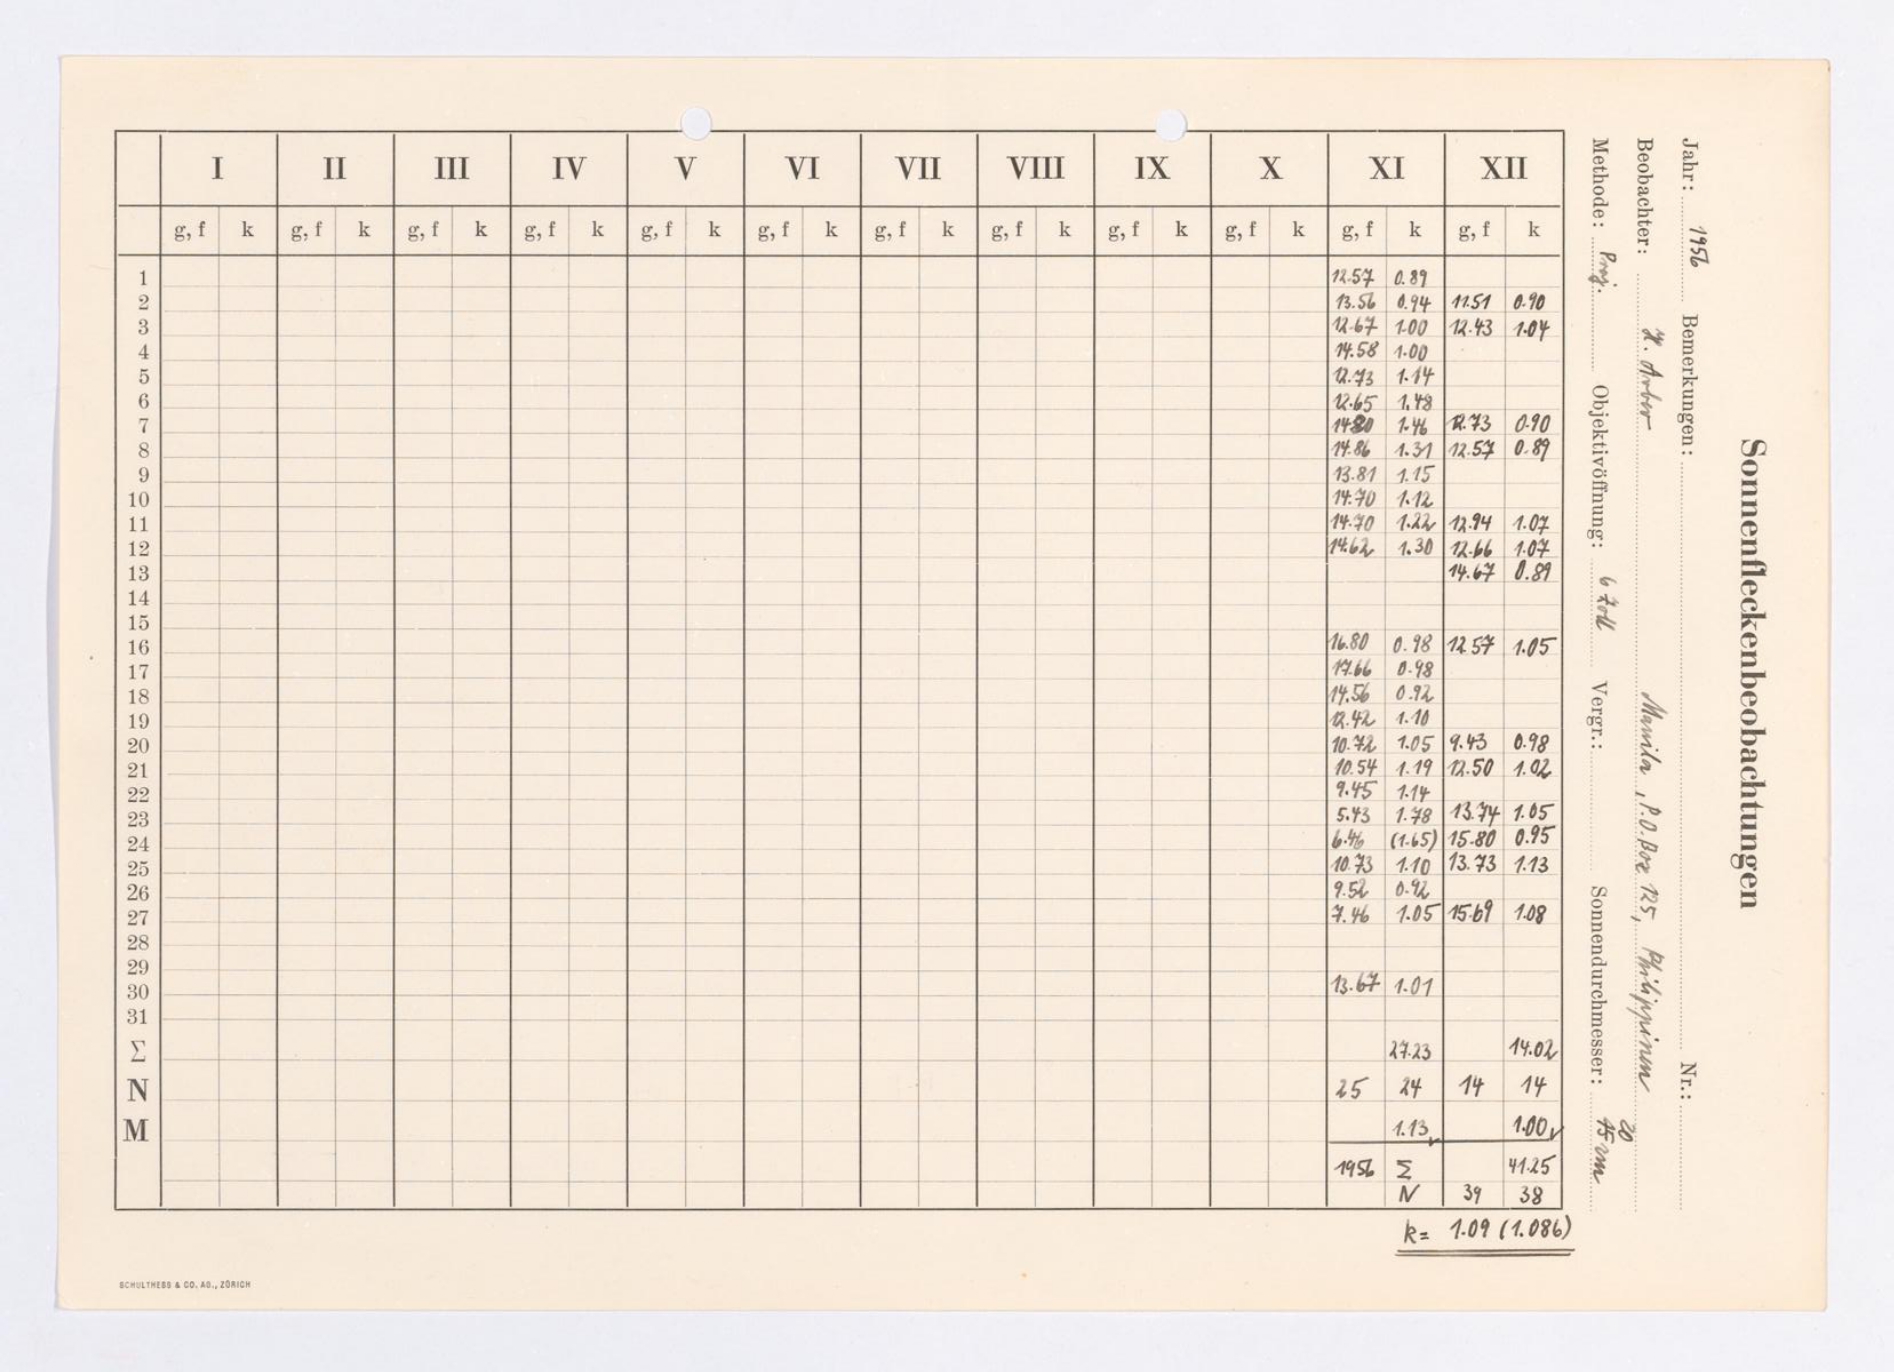 Sonnenfleckenbeobachtungen
Jahr: 1956 Bemerkungen: Nr.:
Beobachter: H. Arber Manila, P.O.Box 125, Philippinen
Methode: Proj. Objektivöffnung: 6 Zoll Vergr.: Sonnendurchmesser: 15 cm 20
I II III IV V VI VII VIII IX X XI XII
g, f k g, f k g, f k g, f k g, f k g, f k g, f k g, f k g, f k g, f k g, f k g, f k
1 12.57 0.89
2 13.56 0.94 11.51 0.90
3 12.67 1.00 12.43 1.04
4 14.58 1.00
5 12.73 1.14
6 12.65 1.48
7 14.80 1.46 12.73 0.90
8 14.86 1.31 12.57 0.89
9 13.81 1.15
10 14.70 1.12
11 14.70 1.22 12.94 1.07
12 14.62 1.30 12.66 1.07
13 14.67 0.89
14
15
16 16.80 0.98 12.57 1.05
17 17.66 0.98
18 14.56 0.92
19 12.42 1.10
20 10.72 1.05 9.43 0.98
21 10.54 1.19 12.50 1.02
22 9.45 1.14
23 5.43 1.78 13.74 1.05
24 6.46 (1.65) 15.80 0.95
25 10.73 1.10 13.73 1.13
26 9.52 0.92
27 7.46 1.05 15.69 1.08
28
29
30 13.67 1.01
31
Σ 27.23 14.02
N 25 24 14 14
M 1.13 1.00
1956 Σ 41.25
N 39 38
k= 1.09 (1.086)
SCHULTHESS & CO. AG., ZÜRICH